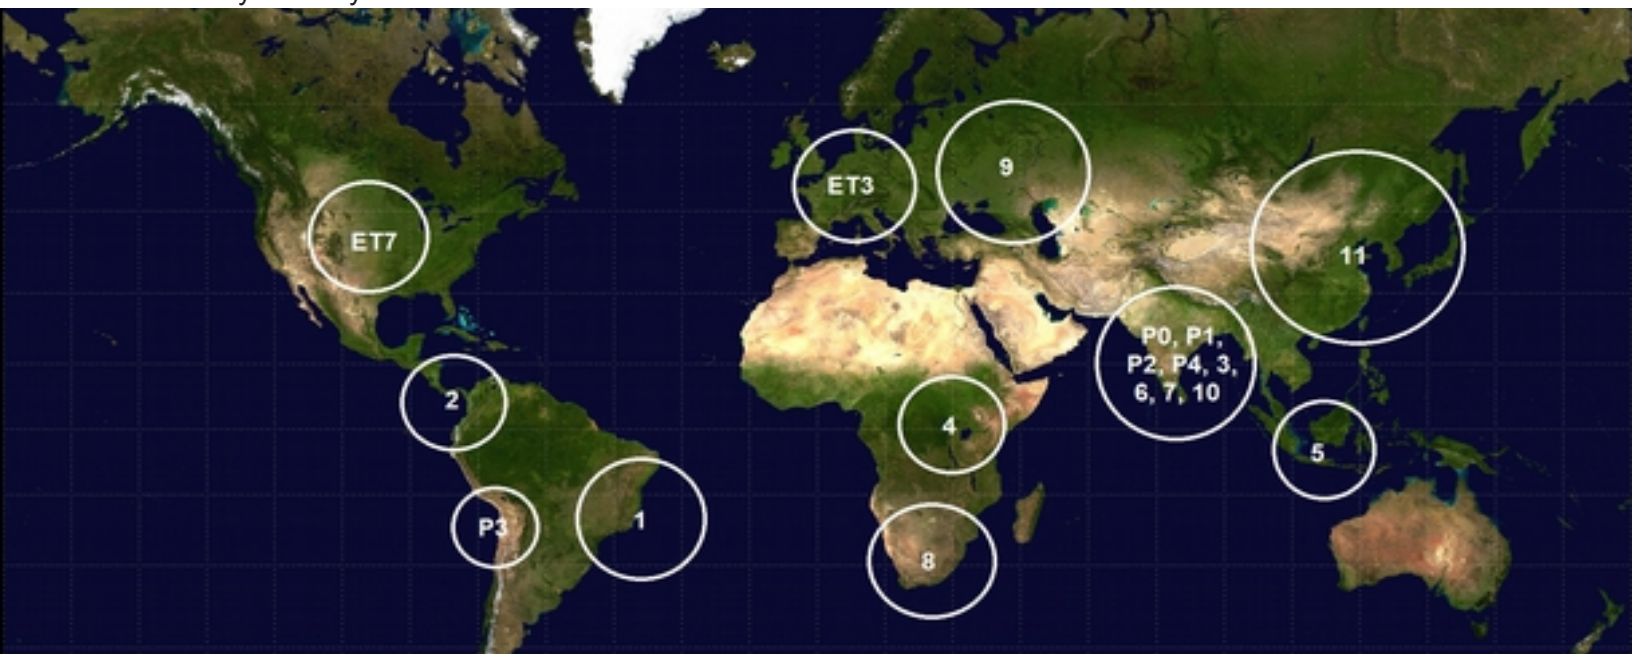 ET7
ET3
9
11
P0, P1,
P2, P4, 3,
6, 7, 10
2
4
5
P3
1
8